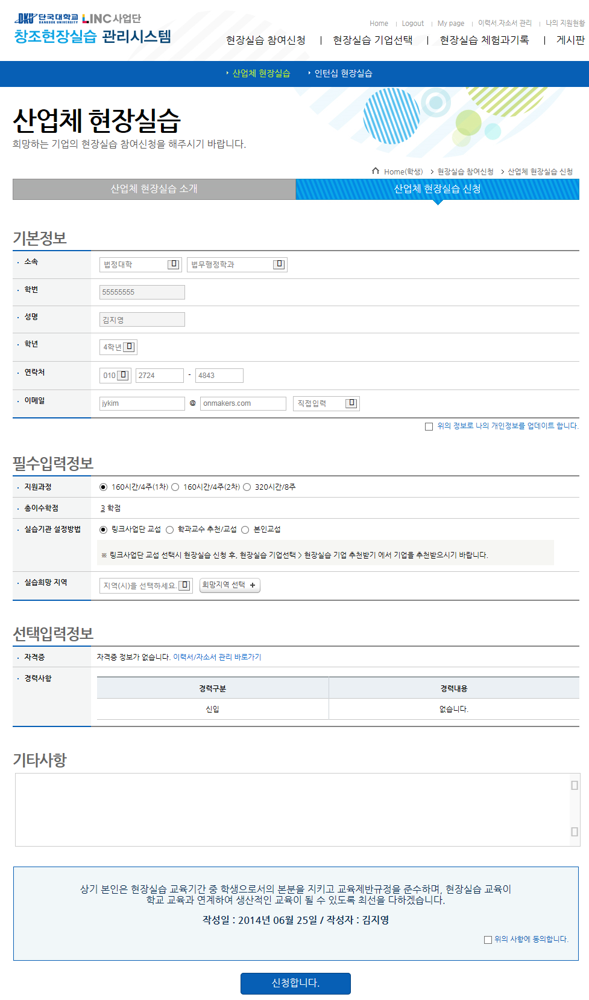 DKU 단국대학교 DANKOOK UNIVERSITY LINC사업단
창조현장실습 관리시스템
Home | Logout | My page | 이력서.자소서 관리 | 나의 지원현황
현장실습 참여신청 | 현장실습 기업선택 | 현장실습 체험과기록 | 게시판
산업체 현장실습 인턴십 현장실습
산업체 현장실습
희망하는 기업의 현장실습 참여신청을 해주시기 바랍니다.
Home(학생) > 현장실습 참여신청 > 산업체 현장실습 신청
산업체 현장실습 소개 산업체 현장실습 신청
기본정보
· 소속 법정대학 법무행정학과
· 학번 55555555
· 성명 김지영
· 학년 4학년
· 연락처 010 2724 - 4843
· 이메일 jykim @ onmakers.com 직접입력
위의 정보로 나의 개인정보를 업데이트 합니다.
필수입력정보
· 지원과정 160시간/4주(1차) 160시간/4주(2차) 320시간/8주
· 총이수학점 3 학점
· 실습기관 설정방법 링크사업단 교섭 학과교수 추천/교섭 본인교섭
※ 링크사업단 교섭 선택시 현장실습 신청 후, 현장실습 기업선택 > 현장실습 기업 추천받기 에서 기업을 추천받으시기 바랍니다.
· 실습희망 지역 지역(시)을 선택하세요. 희망지역 선택 +
선택입력정보
· 자격증 자격증 정보가 없습니다. 이력서/자소서 관리 바로가기
· 경력사항 경력구분 경력내용
신입 없습니다.
기타사항
상기 본인은 현장실습 교육기간 중 학생으로서의 본분을 지키고 교육제반규정을 준수하며, 현장실습 교육이
학교 교육과 연계하여 생산적인 교육이 될 수 있도록 최선을 다하겠습니다.
작성일 : 2014년 06월 25일 / 작성자 : 김지영
위의 사항에 동의합니다.
신청합니다.